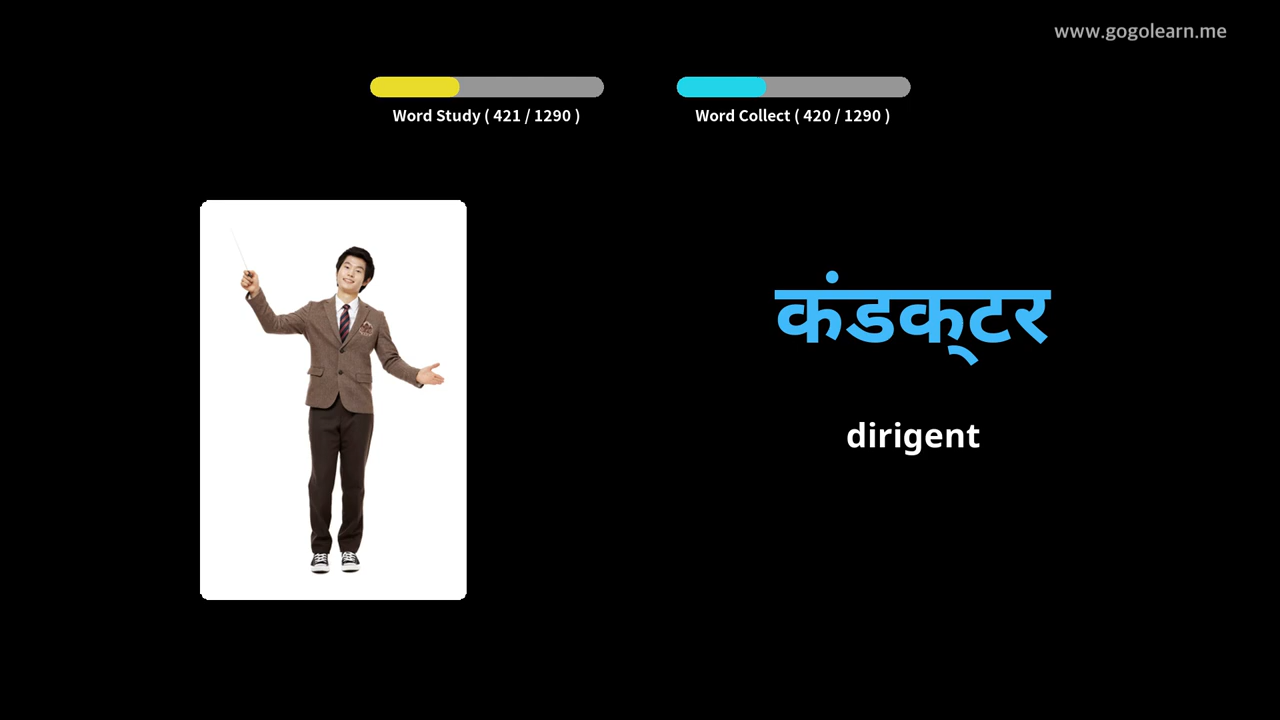 www.gogolearn.me
Word Study ( 421 / 1290 )
Word Collect ( 420 / 1290 )
कंडक्टर
dirigent